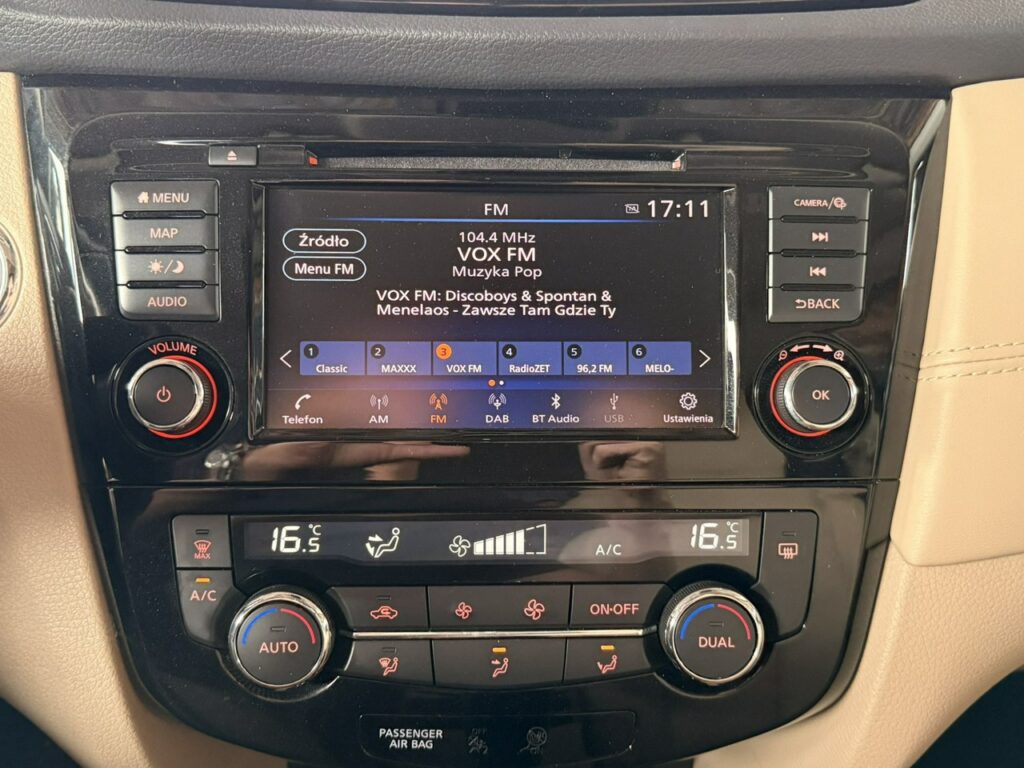 MENU
MAP
AUDIO
VOLUME
FM
17:11
Źródło
Menu FM
104.4 MHz
VOX FM
Muzyka Pop
VOX FM: Discoboys & Spontan &
Menelaos - Zawsze Tam Gdzie Ty
1 2 3 4 5 6
Classic MAXXX VOX FM RadioZET 96,2 FM MELO-
Telefon AM FM DAB BT Audio USB Ustawienia
CAMERA/
BACK
OK
16.5°C
A/C
16.5°C
MAX
A/C
AUTO
ON·OFF
DUAL
PASSENGER
AIR BAG
OFF